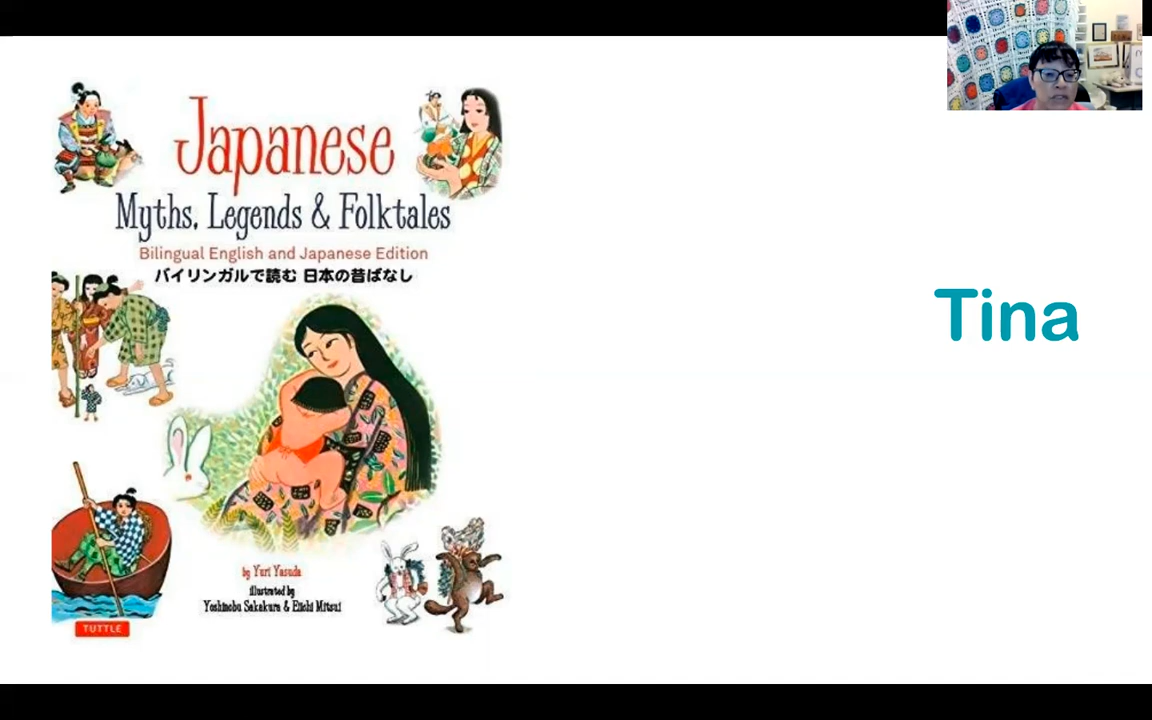 Japanese
Myths, Legends & Folktales
Bilingual English and Japanese Edition
バイリンガルで読む 日本の昔ばなし
Tina
by Yuri Yasuda
illustrated by
Yoshinobu Sakakura & Eiichi Mitsui
TUTTLE